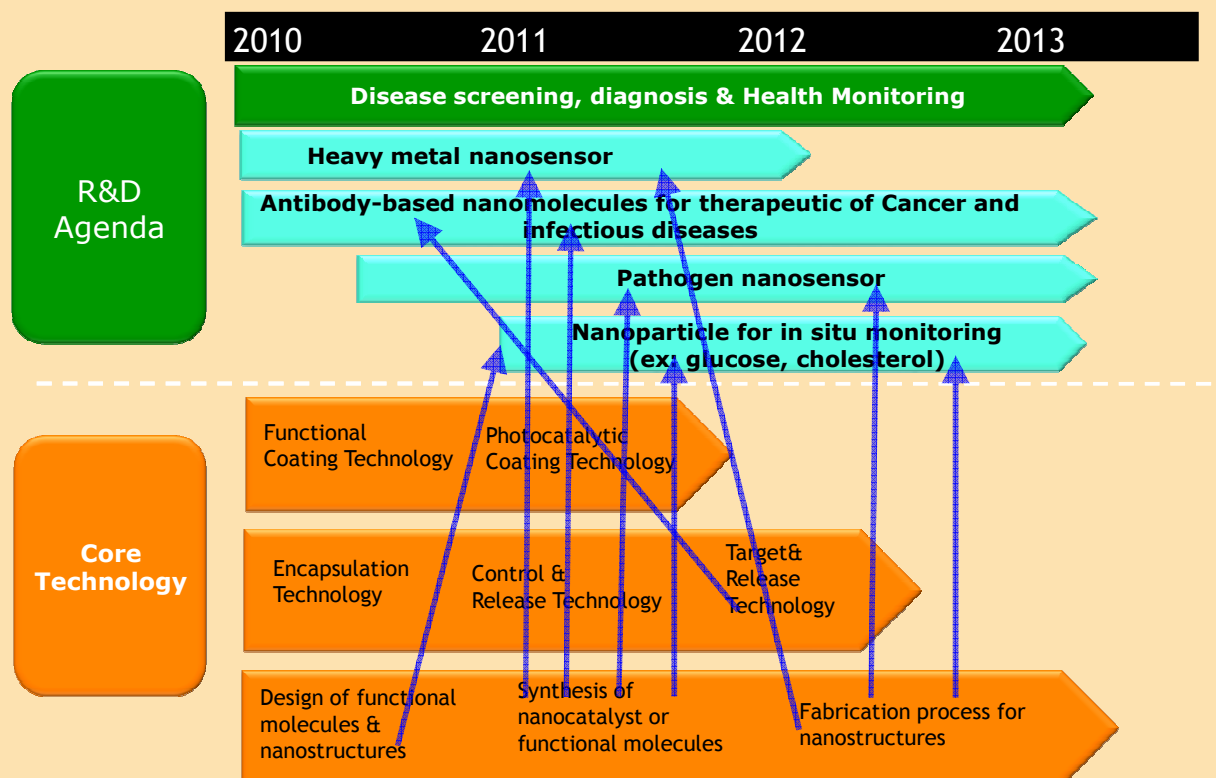 2010 2011 2012 2013
Disease screening, diagnosis & Health Monitoring
R&D
Agenda
Heavy metal nanosensor
Antibody-based nanomolecules for therapeutic of Cancer and
infectious diseases
Pathogen nanosensor
Nanoparticle for in situ monitoring
(ex: glucose, cholesterol)
Core
Technology
Functional
Coating Technology
Photocatalytic
Coating Technology
Encapsulation
Technology
Control &
Release Technology
Target&
Release
Technology
Design of functional
molecules &
nanostructures
Synthesis of
nanocatalyst or
functional molecules
Fabrication process for
nanostructures